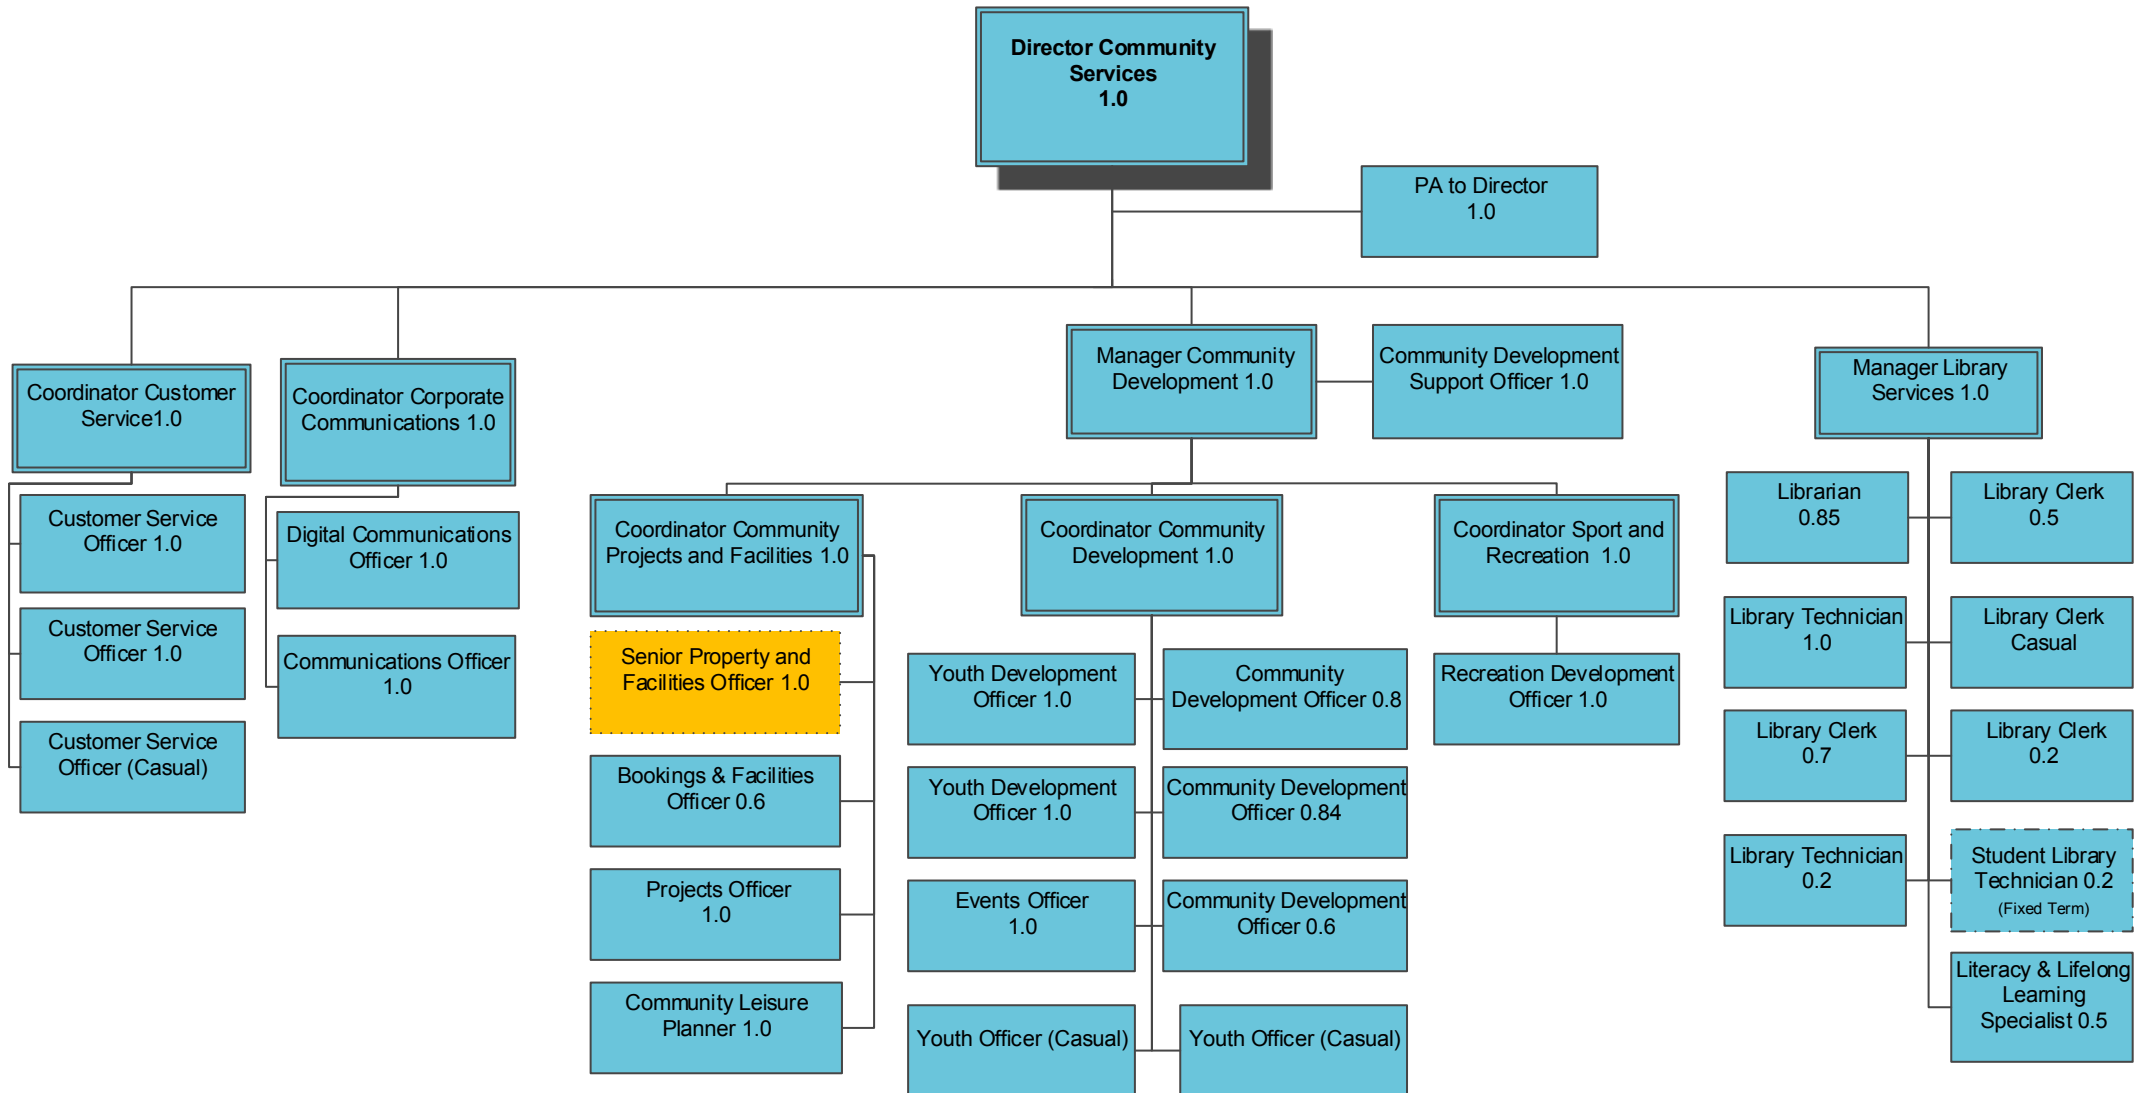 Director Community
Services
1.0
PA to Director
1.0
Coordinator Customer
Service1.0
Customer Service
Officer 1.0
Customer Service
Officer 1.0
Customer Service
Officer (Casual)
Coordinator Corporate
Communications 1.0
Digital Communications
Officer 1.0
Communications Officer
1.0
Manager Community
Development 1.0
Community Development
Support Officer 1.0
Coordinator Community
Projects and Facilities 1.0
Senior Property and
Facilities Officer 1.0
Bookings & Facilities
Officer 0.6
Projects Officer
1.0
Community Leisure
Planner 1.0
Coordinator Community
Development 1.0
Youth Development
Officer 1.0
Community
Development Officer 0.8
Youth Development
Officer 1.0
Community Development
Officer 0.84
Events Officer
1.0
Community Development
Officer 0.6
Youth Officer (Casual)
Youth Officer (Casual)
Coordinator Sport and
Recreation 1.0
Recreation Development
Officer 1.0
Manager Library
Services 1.0
Librarian
0.85
Library Clerk
0.5
Library Technician
1.0
Library Clerk
Casual
Library Clerk
0.7
Library Clerk
0.2
Library Technician
0.2
Student Library
Technician 0.2
(Fixed Term)
Literacy & Lifelong
Learning
Specialist 0.5